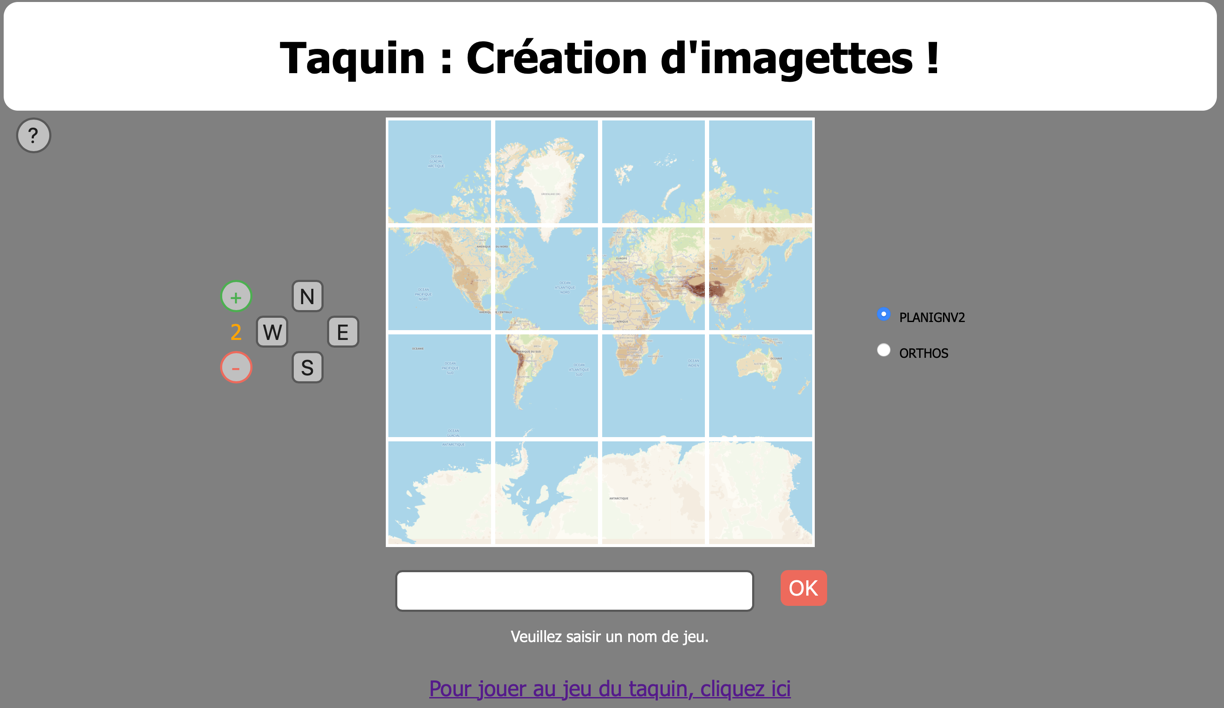 Taquin : Création d'imagettes !
?
+
N
2
W
E
-
S
PLANIGNV2
ORTHOS
OK
Veuillez saisir un nom de jeu.
Pour jouer au jeu du taquin, cliquez ici